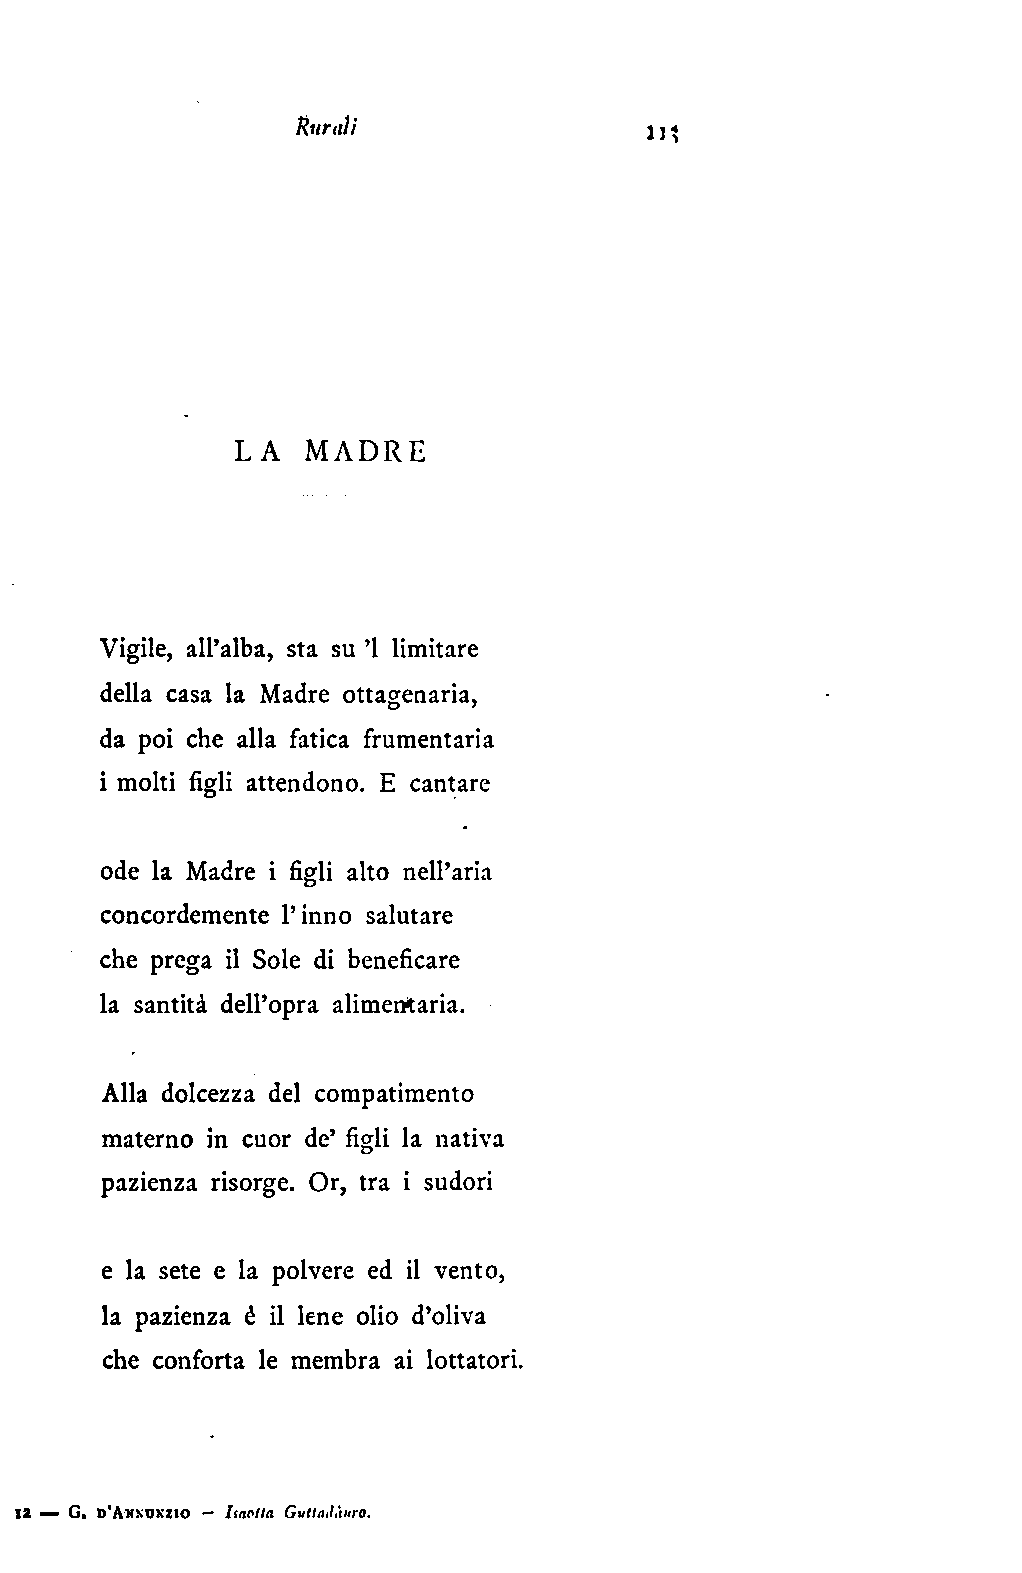 Rurali 113
LA MADRE
Vigile, all'alba, sta su 'l limitare
della casa la Madre ottagenaria,
da poi che alla fatica frumentaria
i molti figli attendono. E cantare
ode la Madre i figli alto nell'aria
concordemente l'inno salutare
che prega il Sole di beneficare
la santità dell'opra alimentaria.
Alla dolcezza del compatimento
materno in cuor de' figli la nativa
pazienza risorge. Or, tra i sudori
e la sete e la polvere ed il vento,
la pazienza è il lene olio d'oliva
che conforta le membra ai lottatori.
12 — G. D'ANNUNZIO — Isaotta Guttadàuro.